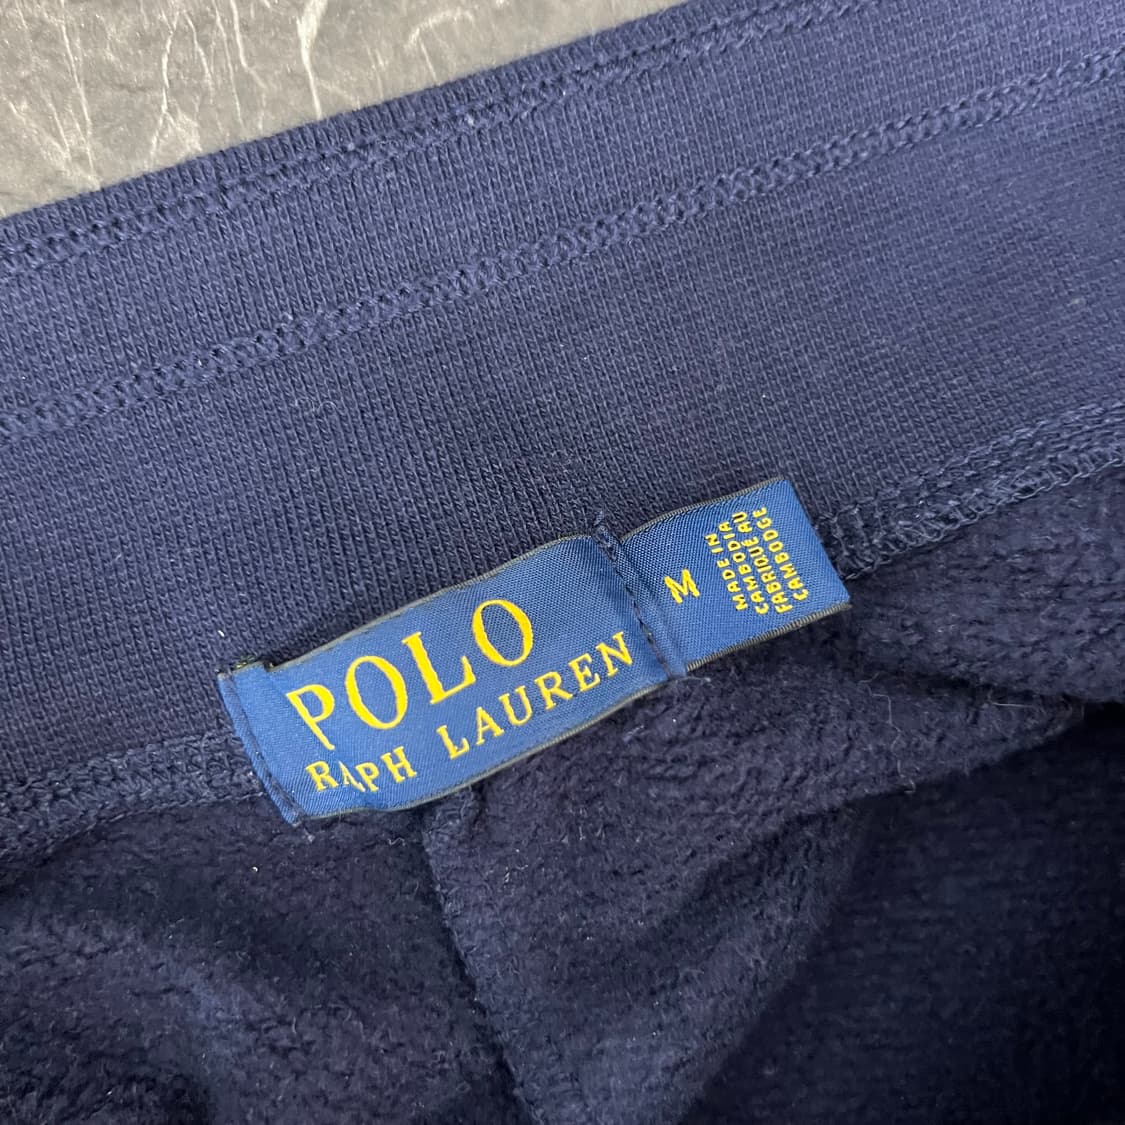 POLO
RALPH LAUREN
M
MADE IN
CAMBODIA
FABRIQUÉ AU
CAMBODGE